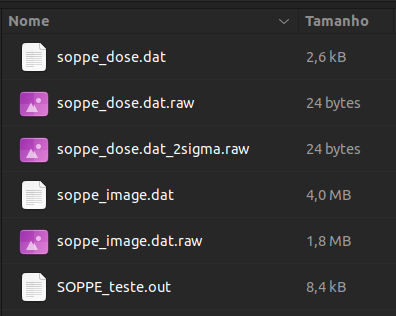 Nome Tamanho
soppe_dose.dat 2,6 kB
soppe_dose.dat.raw 24 bytes
soppe_dose.dat_2sigma.raw 24 bytes
soppe_image.dat 4,0 MB
soppe_image.dat.raw 1,8 MB
SOPPE_teste.out 8,4 kB